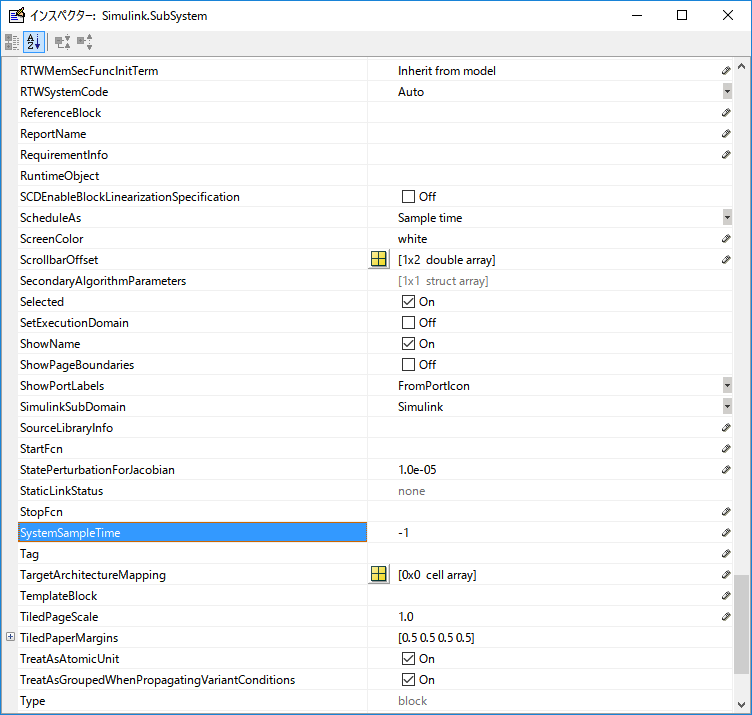 インスペクター: Simulink.SubSystem
RTWMemSecFuncInitTerm Inherit from model
RTWSystemCode Auto
ReferenceBlock
ReportName
RequirementInfo
RuntimeObject
SCDEnableBlockLinearizationSpecification Off
ScheduleAs Sample time
ScreenColor white
ScrollbarOffset [1x2 double array]
SecondaryAlgorithmParameters [1x1 struct array]
Selected On
SetExecutionDomain Off
ShowName On
ShowPageBoundaries Off
ShowPortLabels FromPortIcon
SimulinkSubDomain Simulink
SourceLibraryInfo
StartFcn
StatePerturbationForJacobian 1.0e-05
StaticLinkStatus none
StopFcn
SystemSampleTime -1
Tag
TargetArchitectureMapping [0x0 cell array]
TemplateBlock
TiledPageScale 1.0
TiledPaperMargins [0.5 0.5 0.5 0.5]
TreatAsAtomicUnit On
TreatAsGroupedWhenPropagatingVariantConditions On
Type block